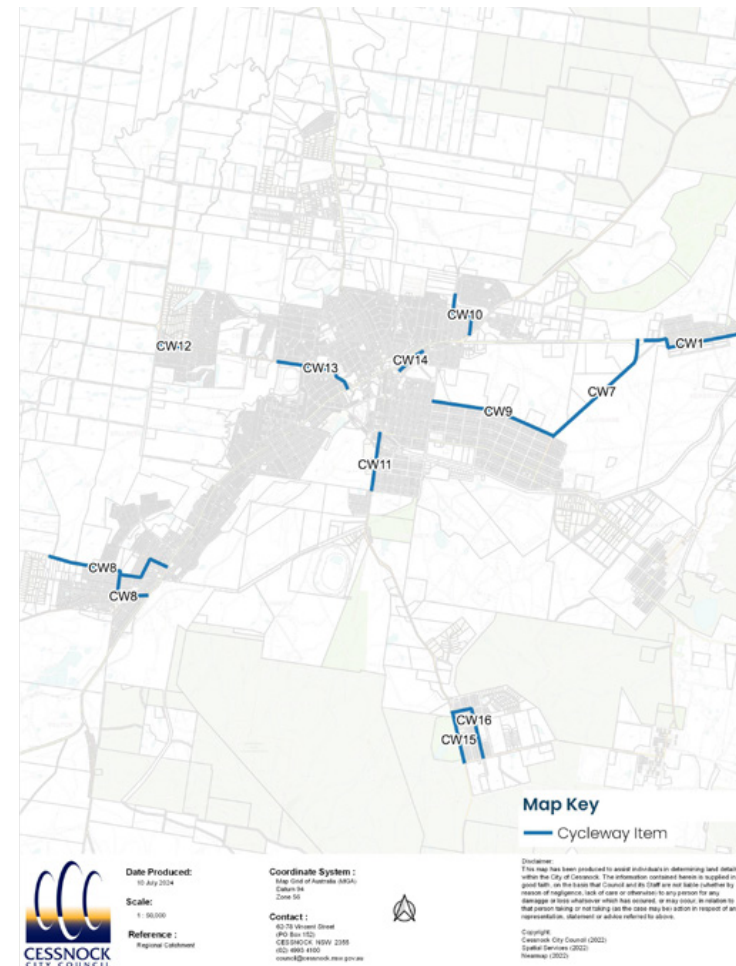 CW10
CW1
CW12
CW14
CW13
CW7
CW9
CW11
CW8
CW8
CW16
CW15
Map Key
Cycleway Item
CESSNOCK
CITY COUNCIL
Date Produced:
10 July 2024
Scale:
1 : 50,000
Reference :
Regional Catchment
Coordinate System :
Map Grid of Australia (MGA)
Datum 94
Zone 56
Contact :
62-78 Vincent Street
(PO Box 152)
CESSNOCK NSW 2355
(02) 4993 4100
council@cessnock.nsw.gov.au
Disclaimer:
This map has been produced to assist individuals in determining land details
within the City of Cessnock. The information contained herein is supplied in
good faith, on the basis that Council and its Staff are not liable (whether by
reason of negligence, lack of care or otherwise) to any person for any
damage or loss whatsoever which has occured, or may occur, in relation to
that person taking or not taking (as the case may be) action in respect of any
representation, statement or advice referred to above.
Copyright:
Cessnock City Council (2022)
Spatial Services (2022)
Nearmap (2022)